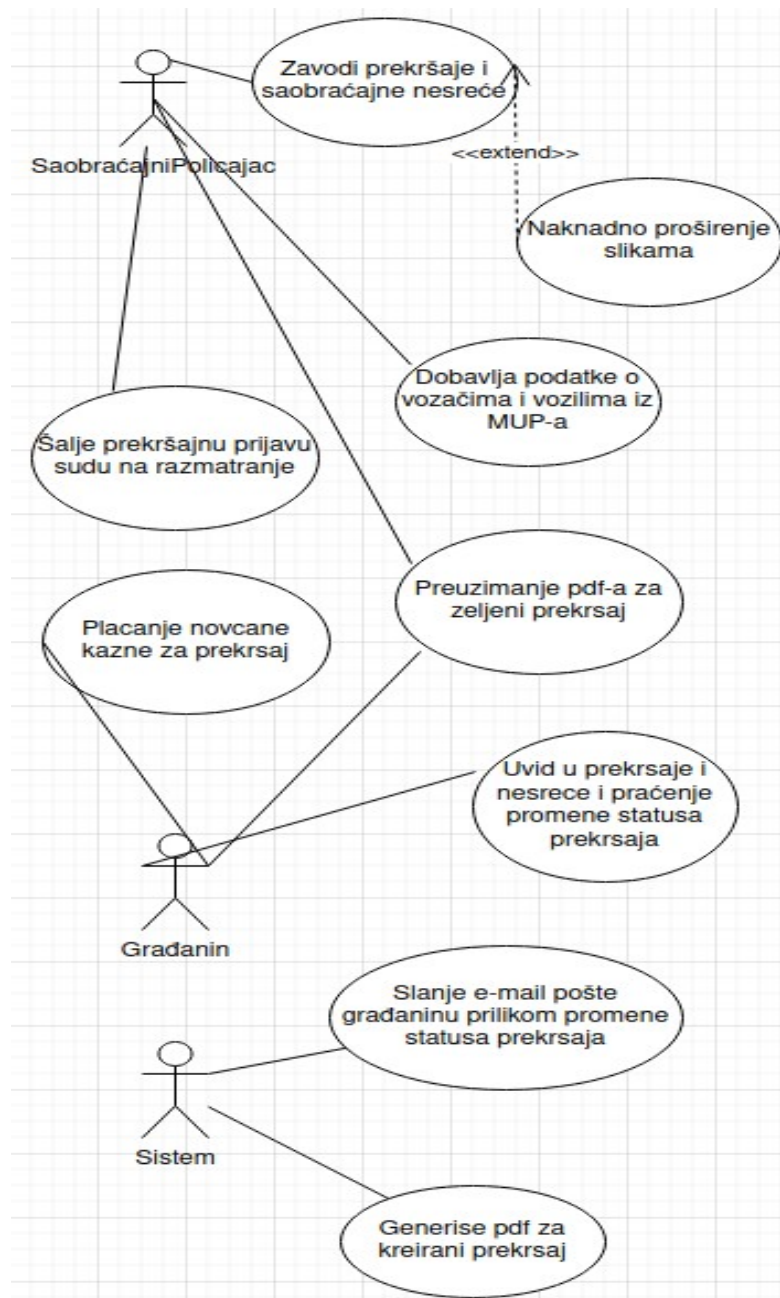 Zavodi prekršaje i
saobraćajne nesreće
SaobraćajniPolicajac
<<extend>>
Naknadno proširenje
slikama
Dobavlja podatke o
vozačima i vozilima iz
MUP-a
Šalje prekršajnu prijavu
sudu na razmatranje
Preuzimanje pdf-a za
zeljeni prekrsaj
Placanje novcane
kazne za prekrsaj
Uvid u prekrsaje i
nesrece i praćenje
promene statusa
prekrsaja
Građanin
Slanje e-mail pošte
građaninu prilikom promene
statusa prekrsaja
Sistem
Generise pdf za
kreirani prekrsaj